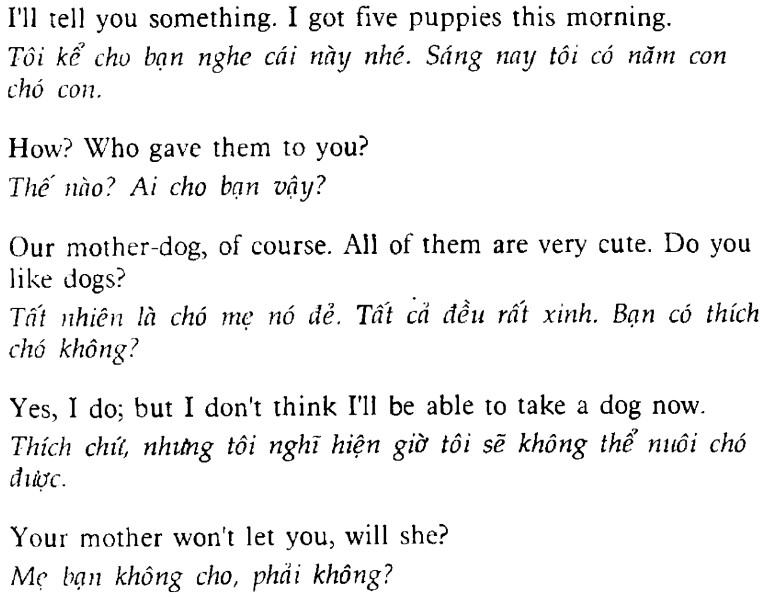 I'll tell you something. I got five puppies this morning.
Tôi kể cho bạn nghe cái này nhé. Sáng nay tôi có năm con
chó con.
How? Who gave them to you?
Thế nào? Ai cho bạn vậy?
Our mother-dog, of course. All of them are very cute. Do you
like dogs?
Tất nhiên là chó mẹ nó đẻ. Tất cả đều rất xinh. Bạn có thích
chó không?
Yes, I do; but I don't think I'll be able to take a dog now.
Thích chứ, nhưng tôi nghĩ hiện giờ tôi sẽ không thể nuôi chó
được.
Your mother won't let you, will she?
Mẹ bạn không cho, phải không?